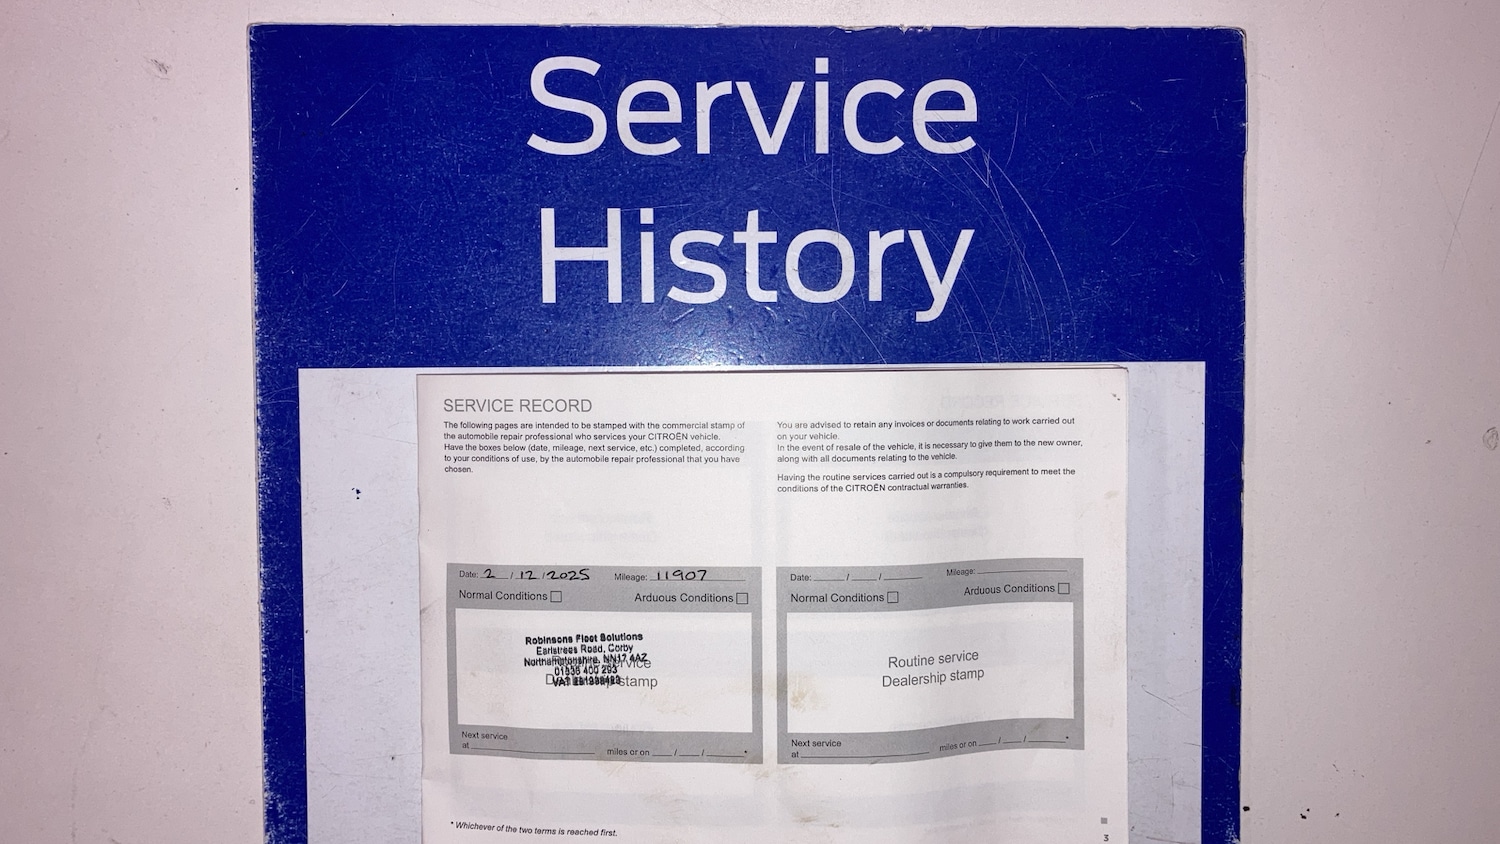 Service
History
SERVICE RECORD
The following pages are intended to be stamped with the commercial stamp of
the automobile repair professional who services your CITROËN vehicle.
Have the boxes below (date, mileage, next service, etc.) completed, according
to your conditions of use, by the automobile repair professional that you have
chosen.
You are advised to retain any invoices or documents relating to work carried out
on your vehicle.
In the event of resale of the vehicle, it is necessary to give them to the new owner,
along with all documents relating to the vehicle.
Having the routine services carried out is a compulsory requirement to meet the
conditions of the CITROËN contractual warranties.
Date: 2 / 12 / 2025 Mileage: 11907
Normal Conditions Arduous Conditions
Robinsons Fleet Solutions
Earlstrees Road, Corby
Northamptonshire, NN17 4AZ
service
stamp
VAT
Next service
at miles or on / / *
Date: / / Mileage:
Normal Conditions Arduous Conditions
Routine service
Dealership stamp
Next service
at miles or on / / *
* Whichever of the two terms is reached first.
3